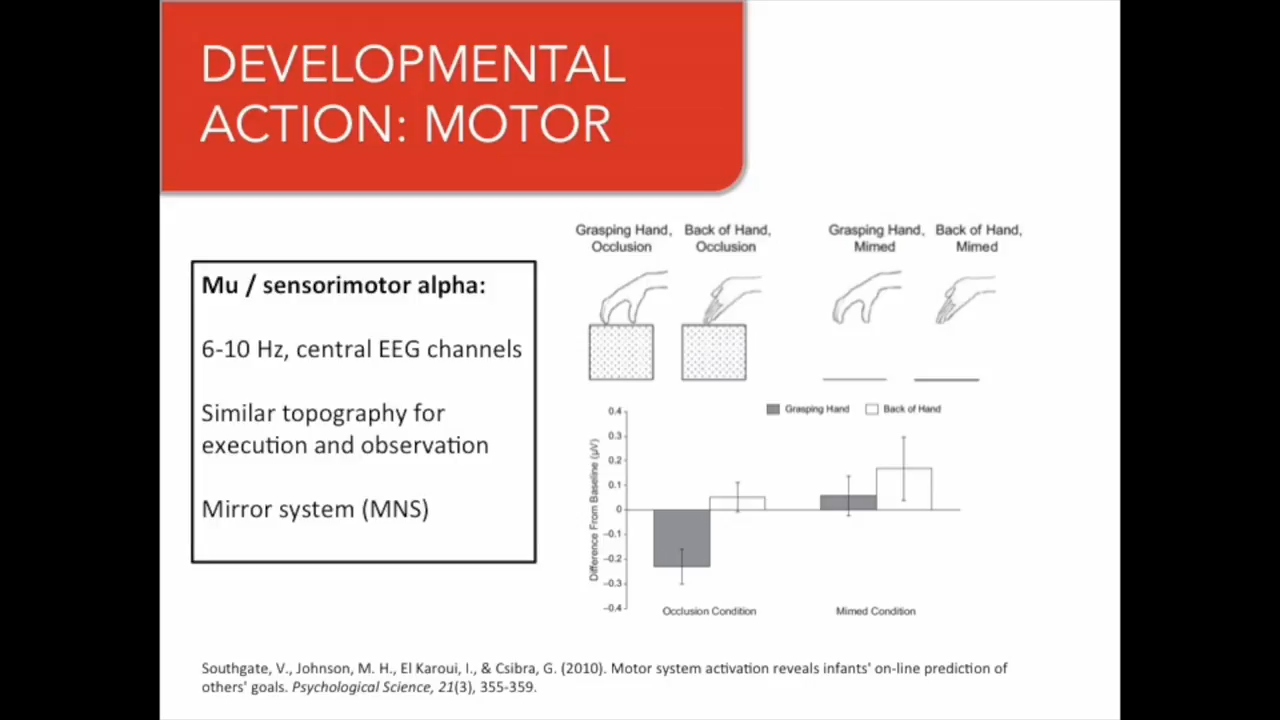 DEVELOPMENTAL
ACTION: MOTOR
Mu / sensorimotor alpha:
6-10 Hz, central EEG channels
Similar topography for
execution and observation
Mirror system (MNS)
Grasping Hand,
Occlusion
Back of Hand,
Occlusion
Grasping Hand,
Mimed
Back of Hand,
Mimed
Grasping Hand
Back of Hand
Difference From Baseline (µV)
0.4
0.3
0.2
0.1
0
–0.1
–0.2
–0.3
–0.4
Occlusion Condition
Mimed Condition
Southgate, V., Johnson, M. H., El Karoui, I., & Csibra, G. (2010). Motor system activation reveals infants' on-line prediction of
others' goals. Psychological Science, 21(3), 355-359.